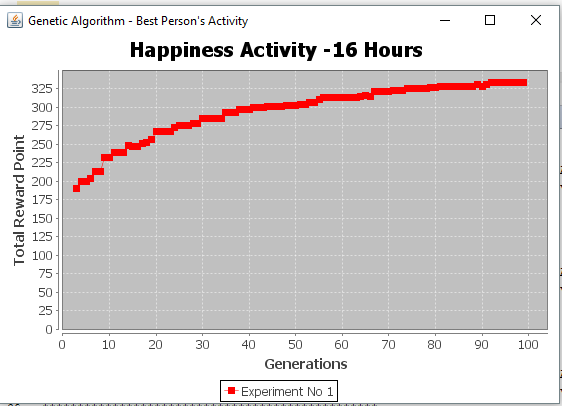 Genetic Algorithm - Best Person's Activity
Happiness Activity -16 Hours
Total Reward Point
325
300
275
250
225
200
175
150
125
100
75
50
25
0
0 10 20 30 40 50 60 70 80 90 100
Generations
Experiment No 1